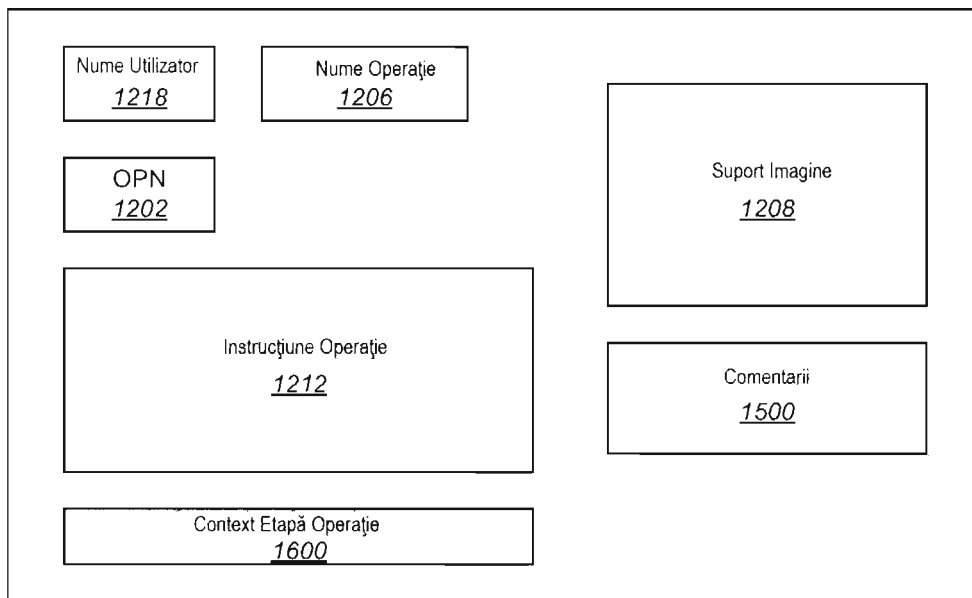 Nume Utilizator
1218
Nume Operaţie
1206
OPN
1202
Suport Imagine
1208
Instrucţiune Operaţie
1212
Comentarii
1500
Context Etapă Operaţie
1600